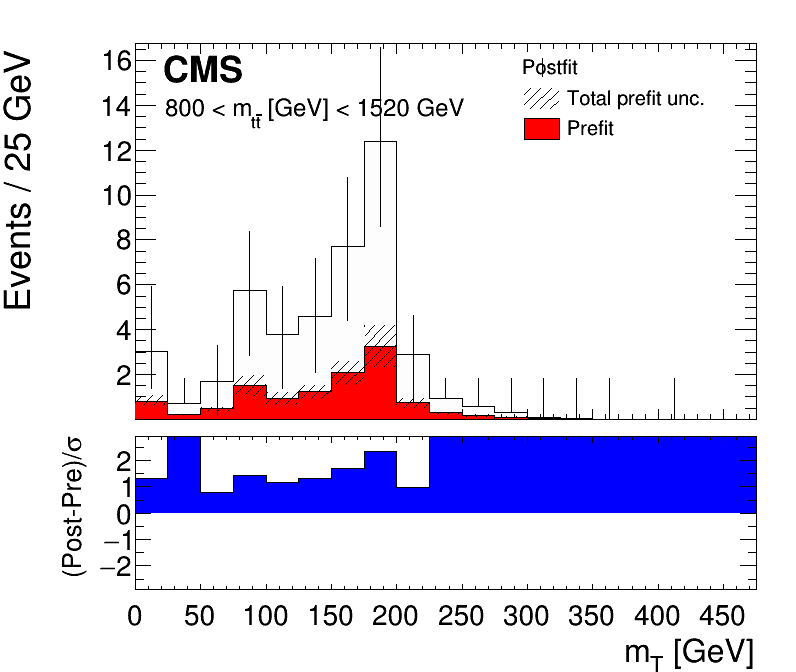 Events / 25 GeV
16
14
12
10
8
6
4
2
CMS
800 < m_tt̄ [GeV] < 1520 GeV
Postfit
Total prefit unc.
Prefit
(Post-Pre)/σ
2
1
0
−1
−2
0 50 100 150 200 250 300 350 400 450
m_T [GeV]